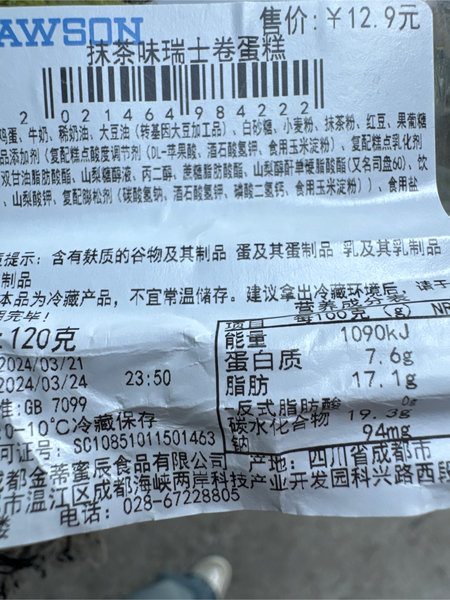 AWSON 售价:￥12.9元
抹茶味瑞士卷蛋糕
2 021464 984222
鸡蛋、牛奶、稀奶油、大豆油（转基因大豆加工品）、白砂糖、小麦粉、抹茶粉、红豆、果葡糖
品添加剂（复配糕点酸度调节剂（DL-苹果酸、酒石酸氢钾、食用玉米淀粉）、复配糕点乳化剂
双甘油脂肪酸酯、山梨糖醇液、丙二醇、蔗糖脂肪酸酯、山梨醇酐单硬脂酸酯（又名司盘60）、饮
、山梨酸钾、复配膨松剂（碳酸氢钠、酒石酸氢钾、磷酸二氢钙、食用玉米淀粉）、食用盐
提示：含有麸质的谷物及其制品 蛋及其蛋制品 乳及其乳制品
制品
本品为冷藏产品，不宜常温储存。建议拿出冷藏环境后，请于
完毕！
:120克
2024/03/21
2024/03/24 23:50
准:GB 7099
0-10℃冷藏保存
可证号: SC10851011501463
营养成分表
项目 每100克 (g) NR
能量 1090kJ
蛋白质 7.6g
脂肪 17.1g
-反式脂肪酸 0g
碳水化合物 19.3g
钠 94mg
都金蒂蜜辰食品有限公司 产地: 四川省成都市
市温江区成都海峡两岸科技产业开发园科兴路西段
楼 电话: 028-67228805